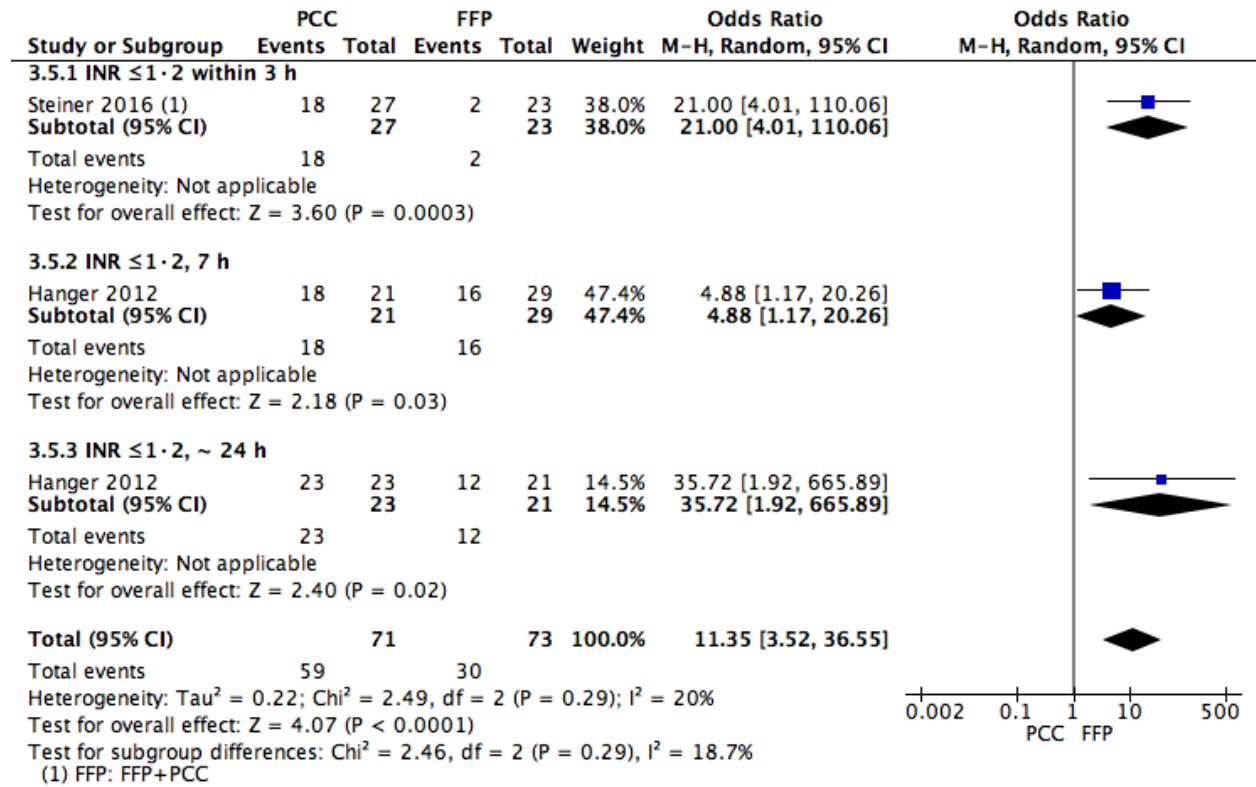 PCC FFP Odds Ratio Odds Ratio
Study or Subgroup Events Total Events Total Weight M-H, Random, 95% CI M-H, Random, 95% CI
3.5.1 INR ≤1·2 within 3 h
Steiner 2016 (1) 18 27 2 23 38.0% 21.00 [4.01, 110.06]
Subtotal (95% CI) 27 23 38.0% 21.00 [4.01, 110.06]
Total events 18 2
Heterogeneity: Not applicable
Test for overall effect: Z = 3.60 (P = 0.0003)
3.5.2 INR ≤1·2, 7 h
Hanger 2012 18 21 16 29 47.4% 4.88 [1.17, 20.26]
Subtotal (95% CI) 21 29 47.4% 4.88 [1.17, 20.26]
Total events 18 16
Heterogeneity: Not applicable
Test for overall effect: Z = 2.18 (P = 0.03)
3.5.3 INR ≤1·2, ~ 24 h
Hanger 2012 23 23 12 21 14.5% 35.72 [1.92, 665.89]
Subtotal (95% CI) 23 21 14.5% 35.72 [1.92, 665.89]
Total events 23 12
Heterogeneity: Not applicable
Test for overall effect: Z = 2.40 (P = 0.02)
Total (95% CI) 71 73 100.0% 11.35 [3.52, 36.55]
Total events 59 30
Heterogeneity: Tau² = 0.22; Chi² = 2.49, df = 2 (P = 0.29); I² = 20%
Test for overall effect: Z = 4.07 (P < 0.0001)
Test for subgroup differences: Chi² = 2.46, df = 2 (P = 0.29), I² = 18.7%
(1) FFP: FFP+PCC
0.002 0.1 1 10 500
PCC FFP